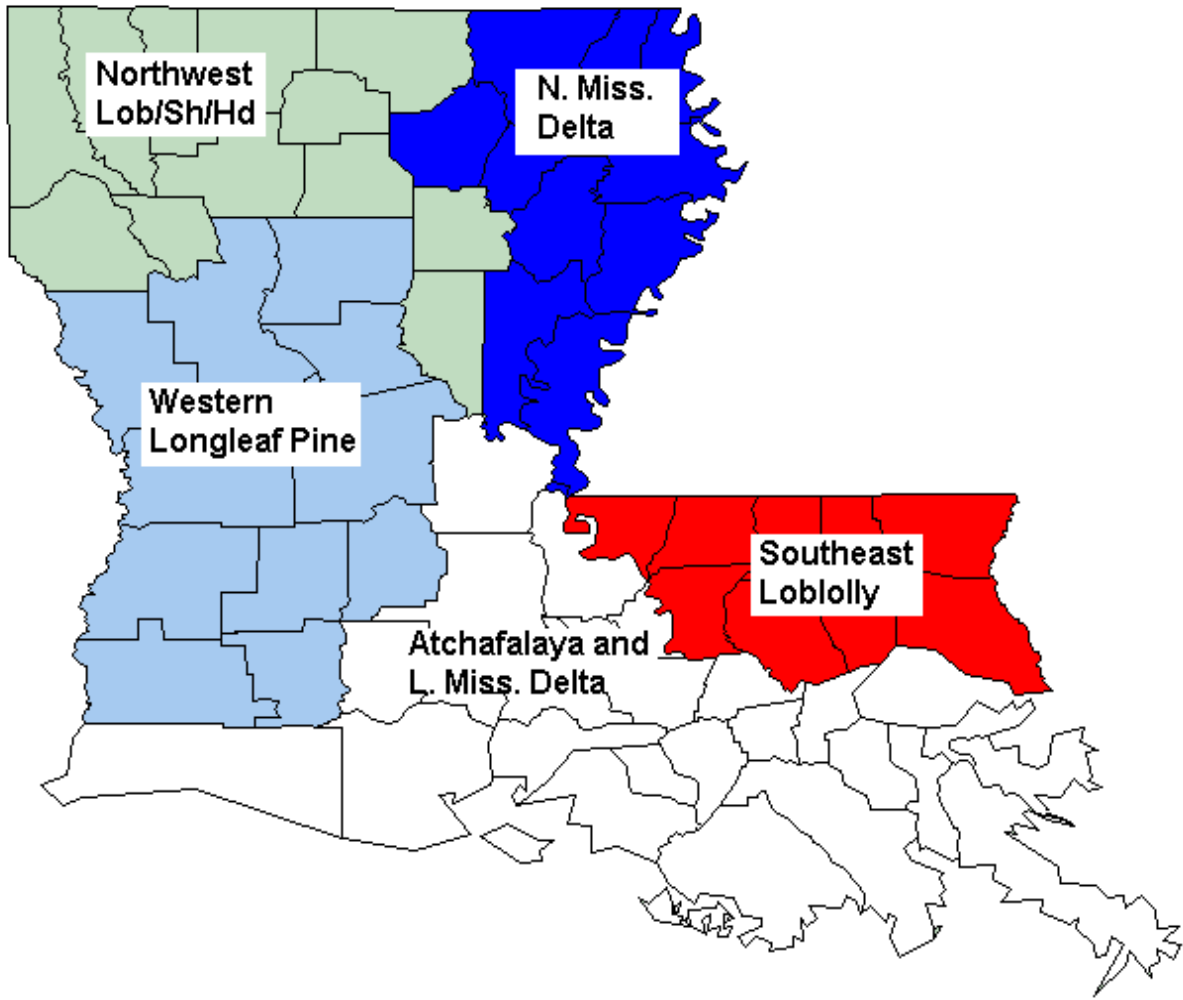 Northwest
Lob/Sh/Hd
N. Miss.
Delta
Western
Longleaf Pine
Southeast
Loblolly
Atchafalaya and
L. Miss. Delta